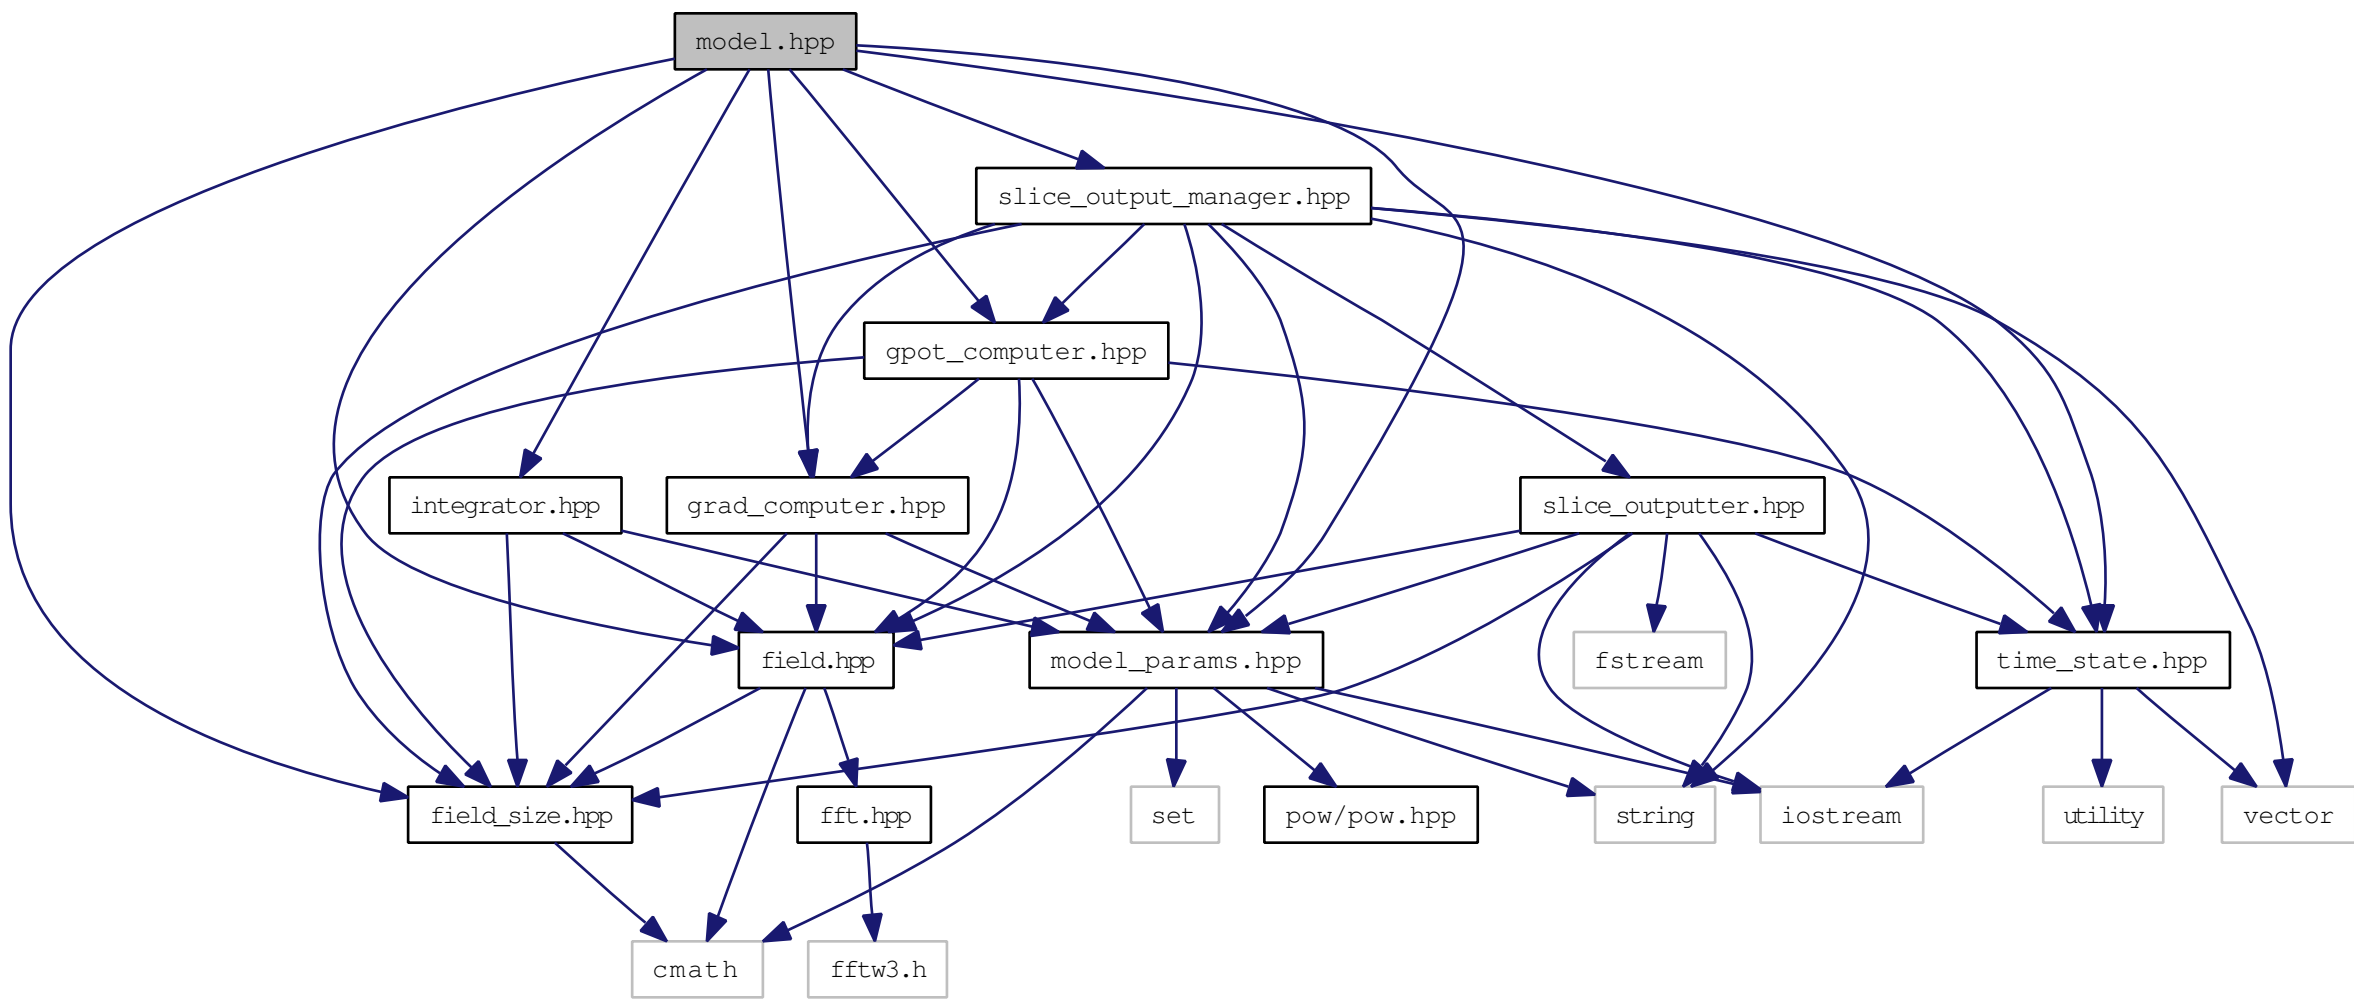 model.hpp
slice_output_manager.hpp
gpot_computer.hpp
integrator.hpp
grad_computer.hpp
slice_outputter.hpp
field.hpp
model_params.hpp
fstream
time_state.hpp
field_size.hpp
fft.hpp
set
pow/pow.hpp
string
iostream
utility
vector
cmath
fftw3.h